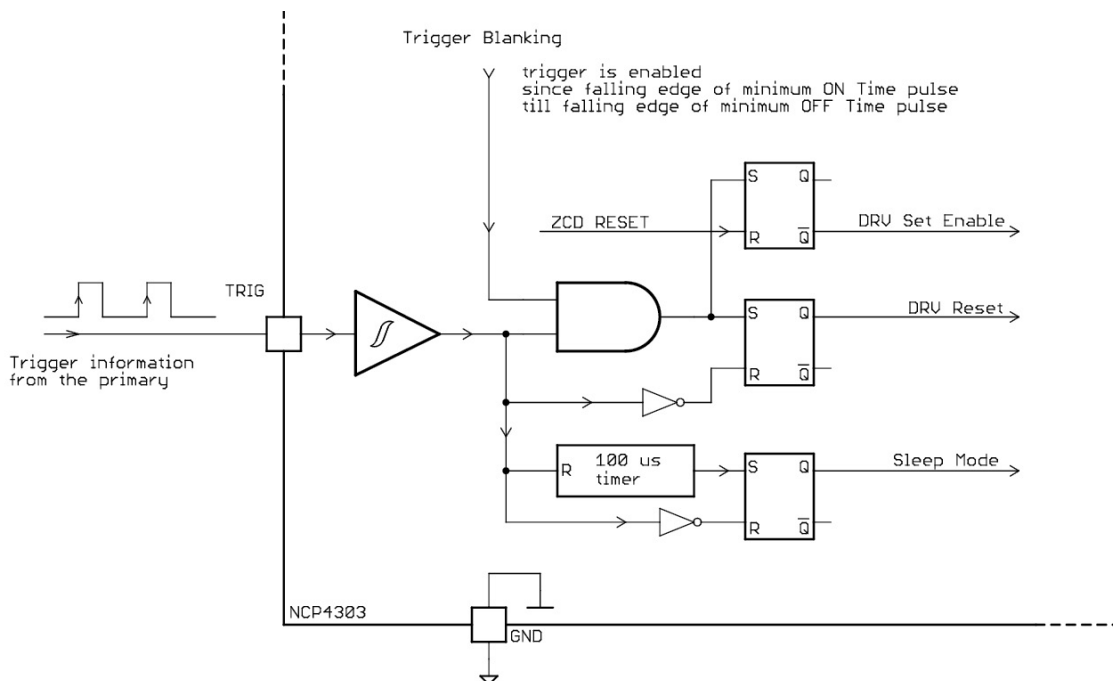 Trigger Blanking
trigger is enabled
since falling edge of minimum ON Time pulse
till falling edge of minimum OFF Time pulse
S Q
ZCD RESET
R Q̅
DRV Set Enable
TRIG
S Q
DRV Reset
R Q̅
Trigger information
from the primary
R 100 us
timer
S Q
Sleep Mode
R Q̅
NCP4303
GND